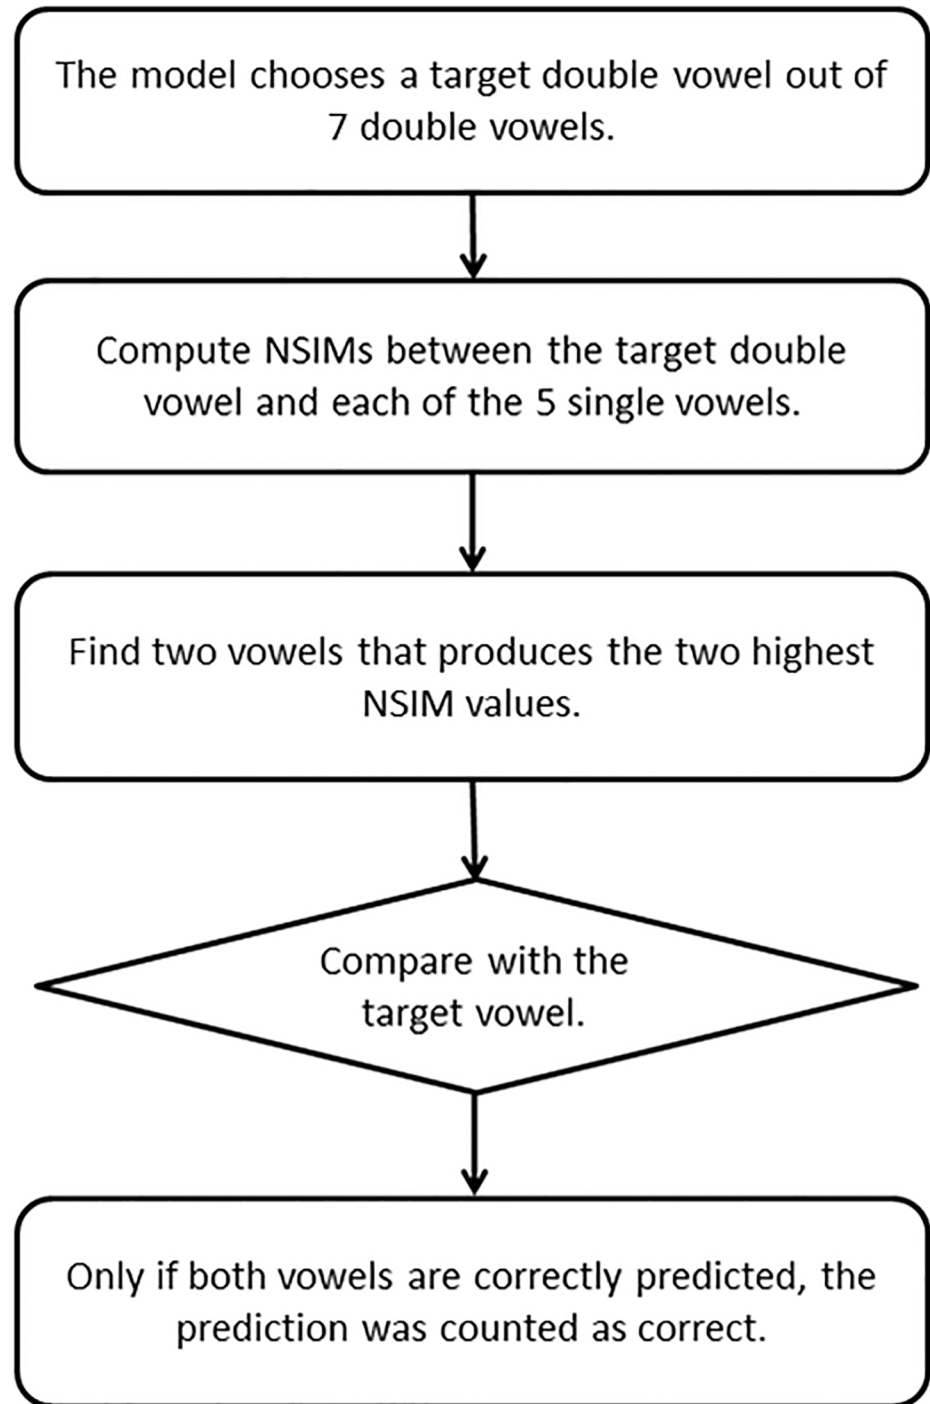 The model chooses a target double vowel out of
7 double vowels.
Compute NSIMs between the target double
vowel and each of the 5 single vowels.
Find two vowels that produces the two highest
NSIM values.
Compare with the
target vowel.
Only if both vowels are correctly predicted, the
prediction was counted as correct.